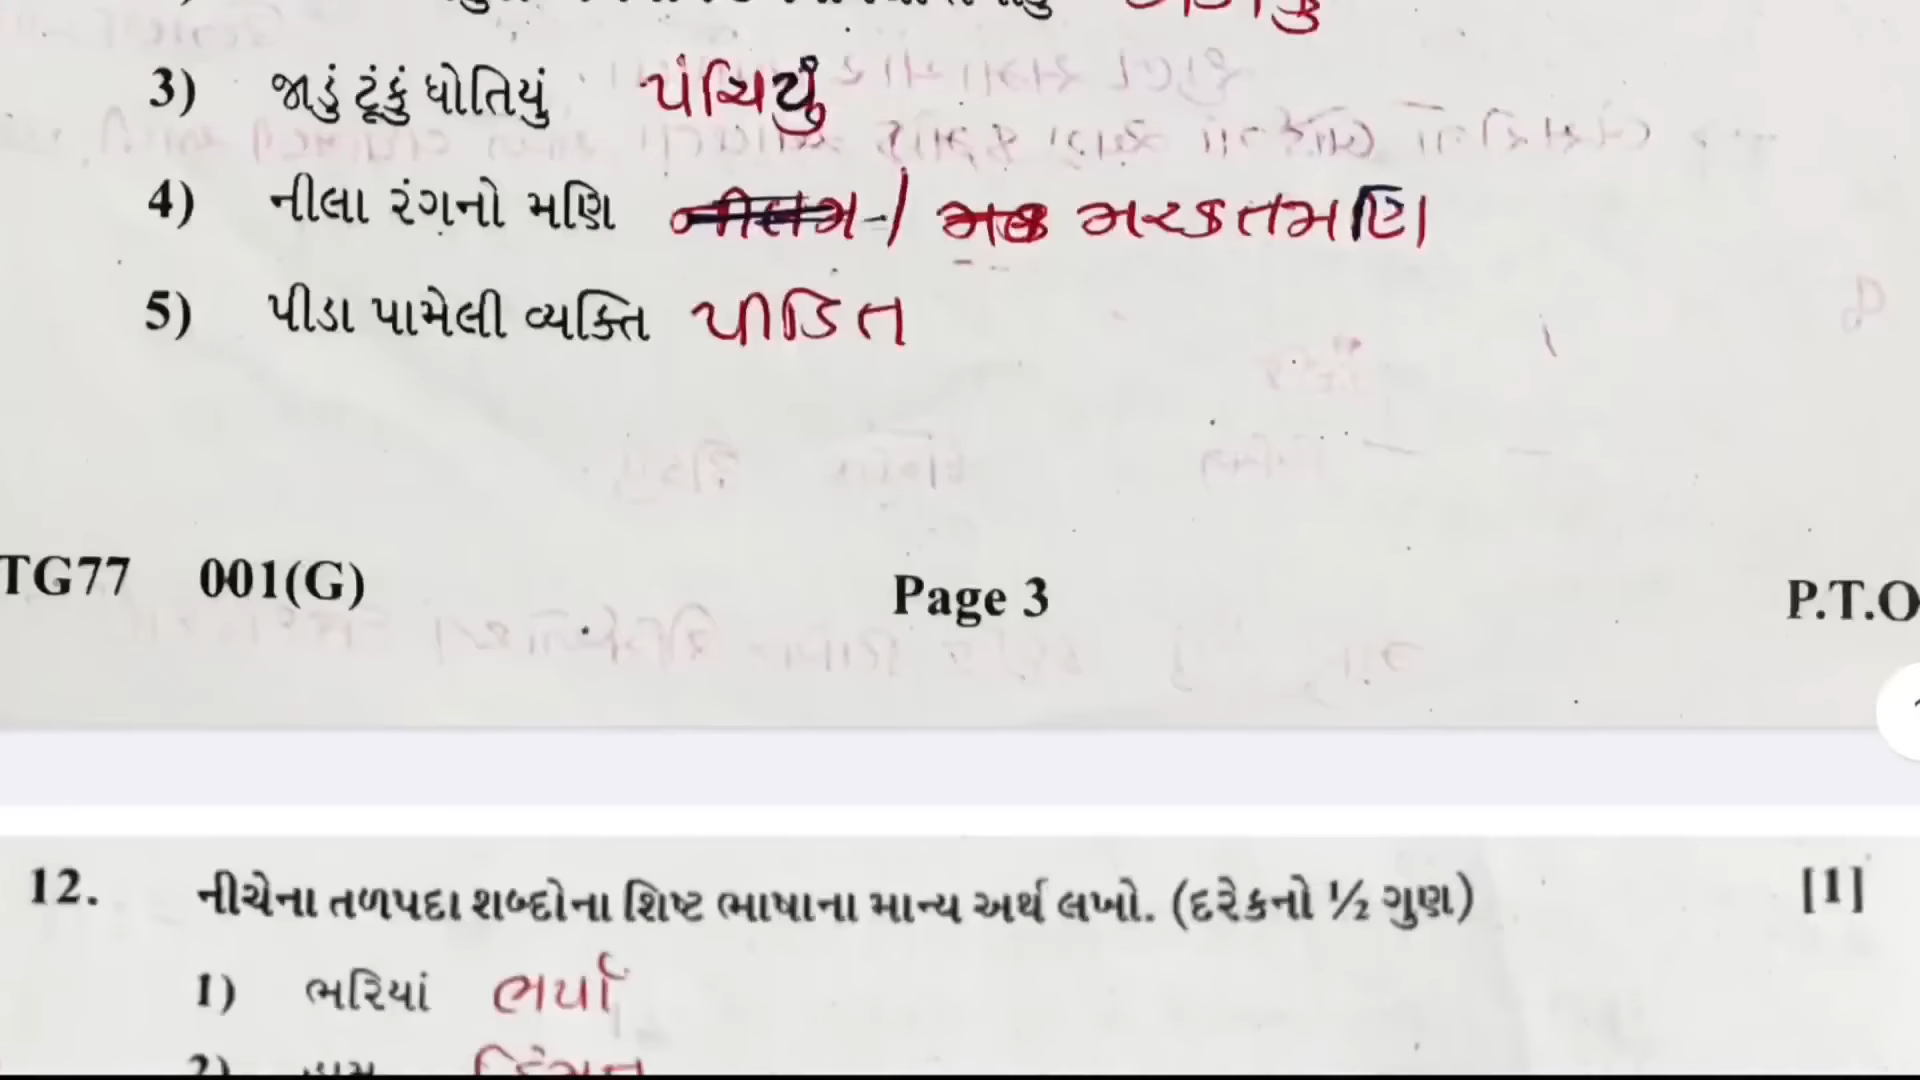 3) જાડું ટૂંકું ધોતિયું પંચિયું
4) નીલા રંગનો મણિ નીલમ / મરકતમણિ
5) પીડા પામેલી વ્યક્તિ પીડિત
TG77 001(G) Page 3 P.T.O
12. નીચેના તળપદા શબ્દોના શિષ્ટ ભાષાના માન્ય અર્થ લખો. (દરેકનો ½ ગુણ) [1]
1) ભરિયાં ભર્યાં
2)